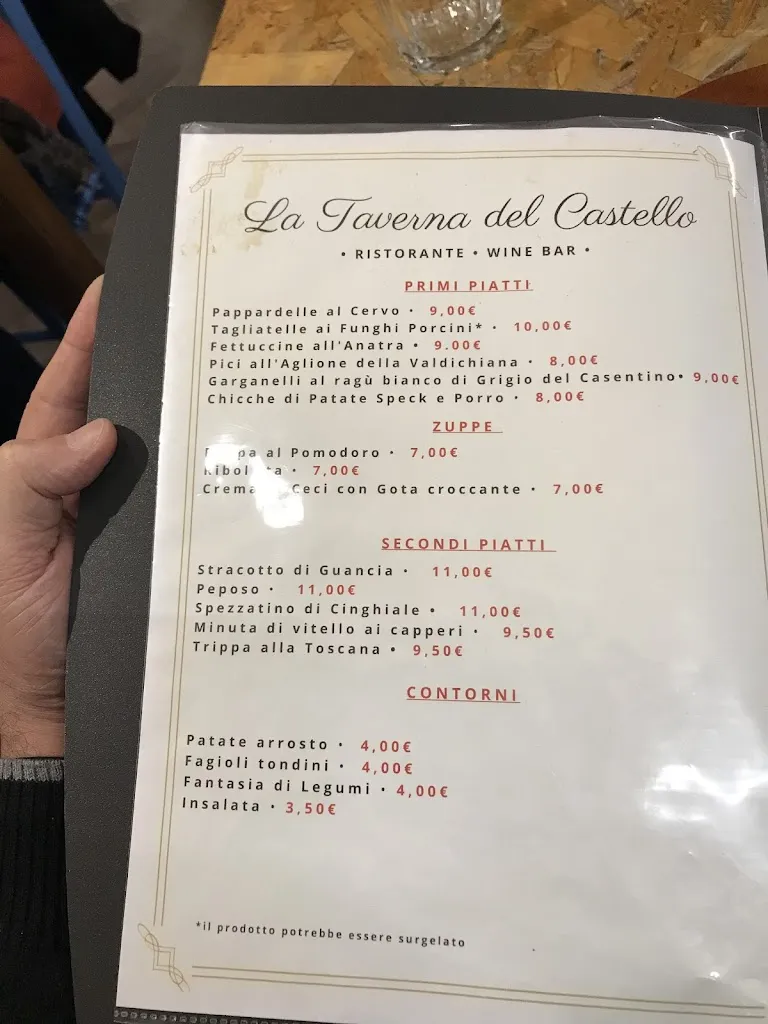 La Taverna del Castello
• RISTORANTE • WINE BAR •
PRIMI PIATTI
Pappardelle al Cervo • 9,00€
Tagliatelle ai Funghi Porcini* • 10,00€
Fettuccine all'Anatra • 9.00€
Pici all'Aglione della Valdichiana • 8,00€
Garganelli al ragù bianco di Grigio del Casentino• 9,00€
Chicche di Patate Speck e Porro • 8,00€
ZUPPE
al Pomodoro • 7,00€
• 7,00€
Crema Ceci con Gota croccante • 7,00€
SECONDI PIATTI
Stracotto di Guancia • 11,00€
Peposo • 11,00€
Spezzatino di Cinghiale • 11,00€
Minuta di vitello ai capperi • 9,50€
Trippa alla Toscana • 9,50€
CONTORNI
Patate arrosto • 4,00€
Fagioli tondini • 4,00€
Fantasia di Legumi • 4,00€
Insalata • 3,50€
*il prodotto potrebbe essere surgelato